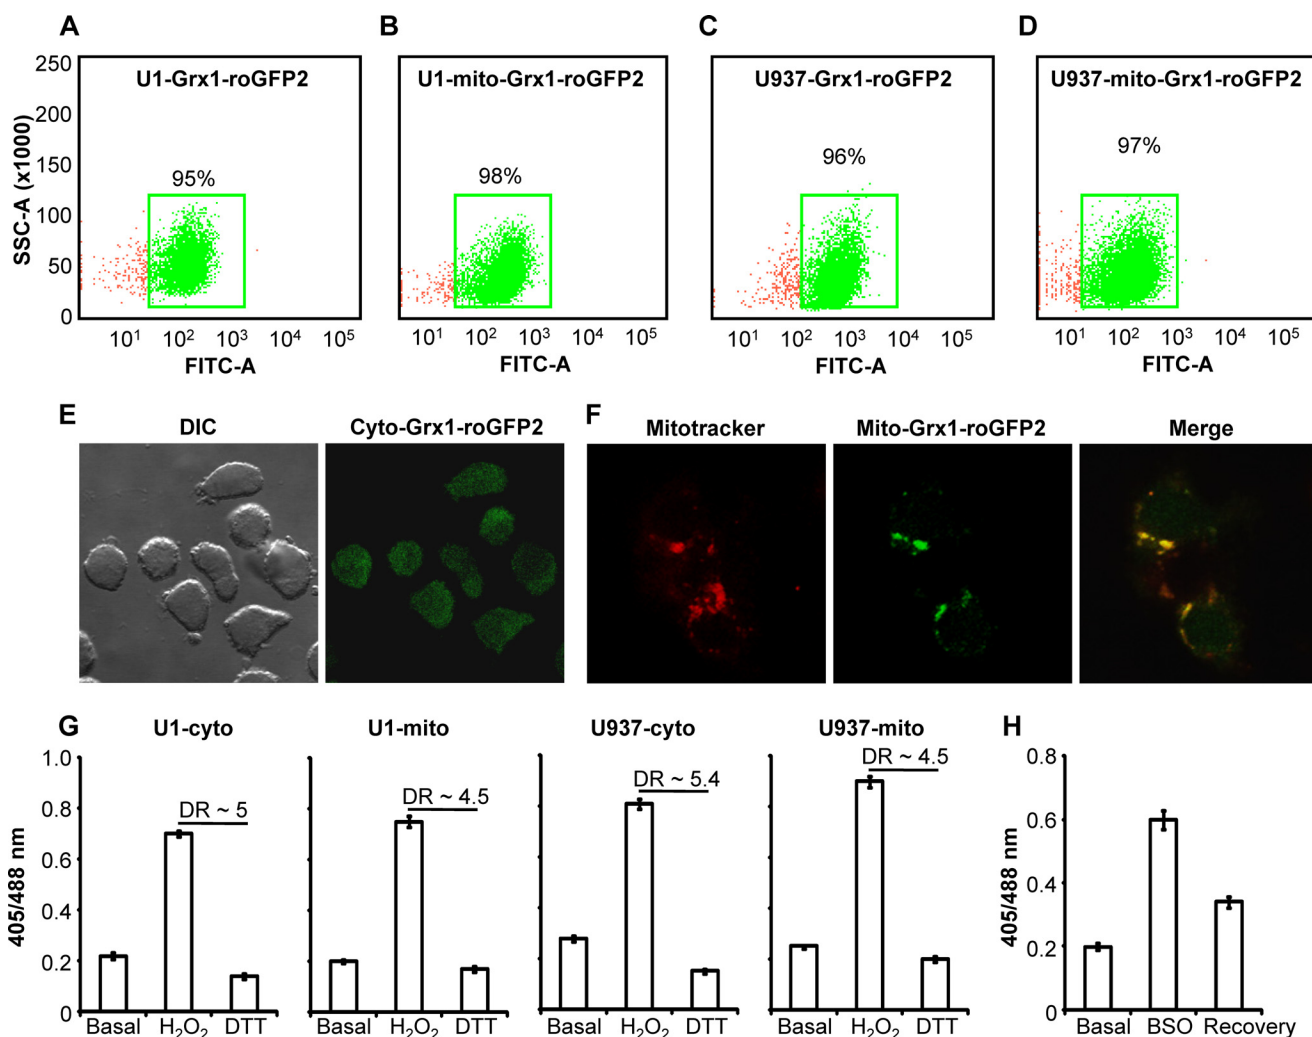 A
B
C
D
U1-Grx1-roGFP2
U1-mito-Grx1-roGFP2
U937-Grx1-roGFP2
U937-mito-Grx1-roGFP2
SSC-A (x1000)
250
200
150
100
50
0
95%
98%
96%
97%
10¹ 10² 10³ 10⁴ 10⁵
10¹ 10² 10³ 10⁴ 10⁵
10¹ 10² 10³ 10⁴ 10⁵
10¹ 10² 10³ 10⁴ 10⁵
FITC-A
FITC-A
FITC-A
FITC-A
E
DIC
Cyto-Grx1-roGFP2
F
Mitotracker
Mito-Grx1-roGFP2
Merge
G
U1-cyto
U1-mito
U937-cyto
U937-mito
405/488 nm
1.0
0.8
0.6
0.4
0.2
0
DR ~ 5
DR ~ 4.5
DR ~ 5.4
DR ~ 4.5
Basal H₂O₂ DTT
Basal H₂O₂ DTT
Basal H₂O₂ DTT
Basal H₂O₂ DTT
H
405/488 nm
0.8
0.6
0.4
0.2
0
Basal BSO Recovery